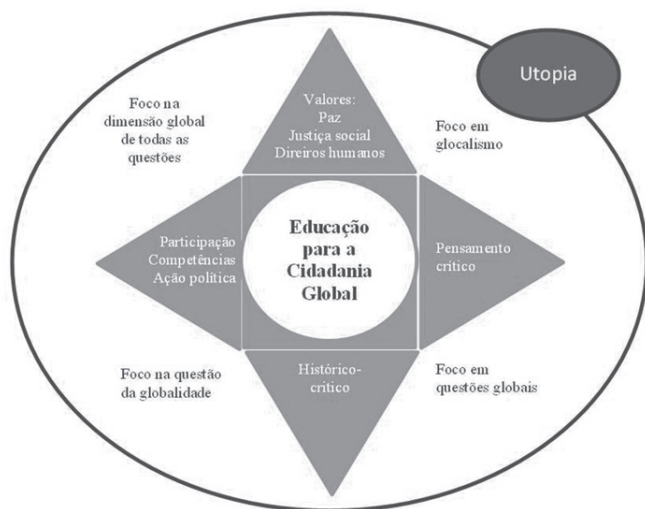 Utopia
Foco na
dimensão global
de todas as
questões
Valores:
Paz
Justiça social
Direiros humanos
Foco em
glocalismo
Participação
Competências
Ação política
Educação
para a
Cidadania
Global
Pensamento
crítico
Foco na questão
da globalidade
Histórico-
crítico
Foco em
questões globais